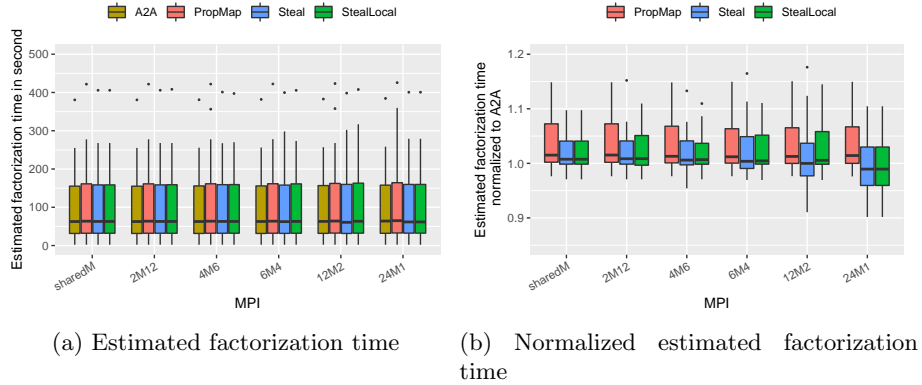 A2A PropMap Steal StealLocal
Estimated factorization time in second
500
400
300
200
100
0
sharedM 2M12 4M6 6M4 12M2 24M1
MPI
(a) Estimated factorization time
PropMap Steal StealLocal
Estimated factorization time
normalized to A2A
1.2
1.1
1.0
0.9
sharedM 2M12 4M6 6M4 12M2 24M1
MPI
(b) Normalized estimated factorization
time